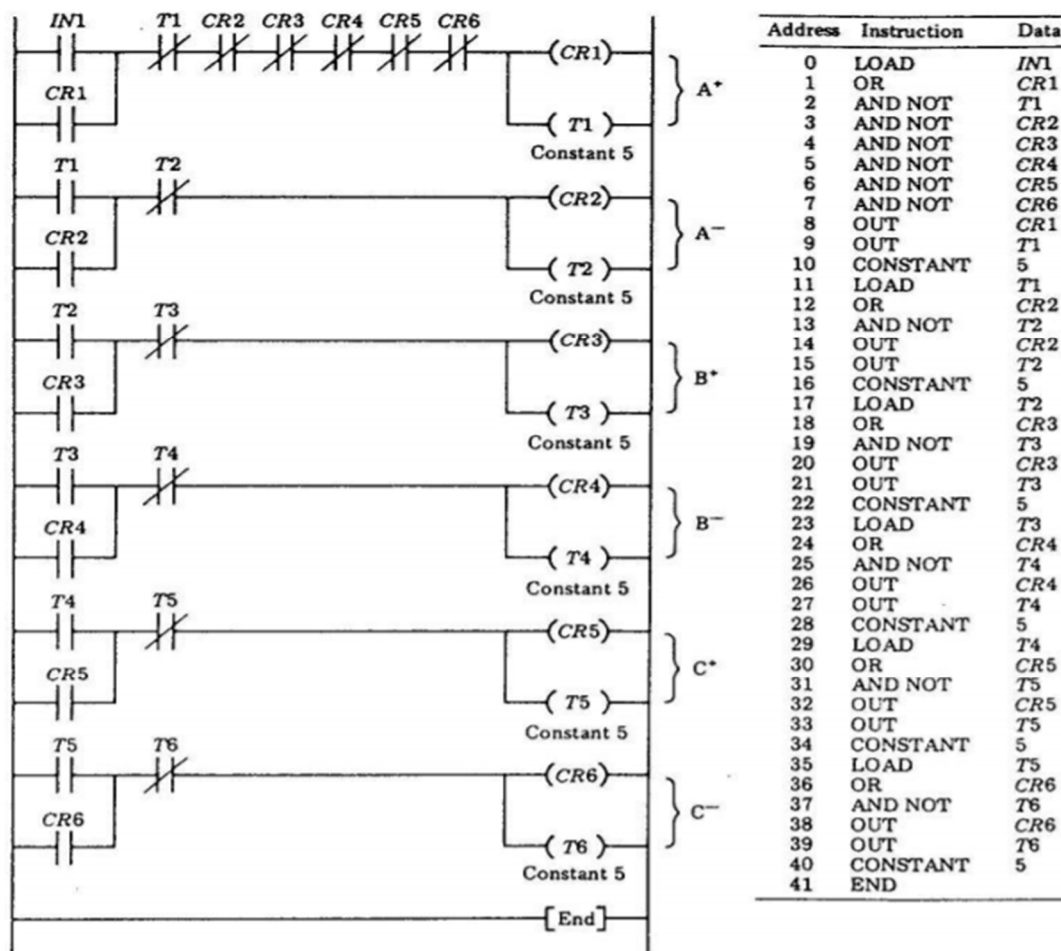 IN1 T1 CR2 CR3 CR4 CR5 CR6
(CR1)
CR1
A+
(T1)
Constant 5
T1 T2
(CR2)
CR2
A−
(T2)
Constant 5
T2 T3
(CR3)
CR3
B+
(T3)
Constant 5
T3 T4
(CR4)
CR4
B−
(T4)
Constant 5
T4 T5
(CR5)
CR5
C+
(T5)
Constant 5
T5 T6
(CR6)
CR6
C−
(T6)
Constant 5
[End]
Address Instruction Data
0 LOAD IN1
1 OR CR1
2 AND NOT T1
3 AND NOT CR2
4 AND NOT CR3
5 AND NOT CR4
6 AND NOT CR5
7 AND NOT CR6
8 OUT CR1
9 OUT T1
10 CONSTANT 5
11 LOAD T1
12 OR CR2
13 AND NOT T2
14 OUT CR2
15 OUT T2
16 CONSTANT 5
17 LOAD T2
18 OR CR3
19 AND NOT T3
20 OUT CR3
21 OUT T3
22 CONSTANT 5
23 LOAD T3
24 OR CR4
25 AND NOT T4
26 OUT CR4
27 OUT T4
28 CONSTANT 5
29 LOAD T4
30 OR CR5
31 AND NOT T5
32 OUT CR5
33 OUT T5
34 CONSTANT 5
35 LOAD T5
36 OR CR6
37 AND NOT T6
38 OUT CR6
39 OUT T6
40 CONSTANT 5
41 END